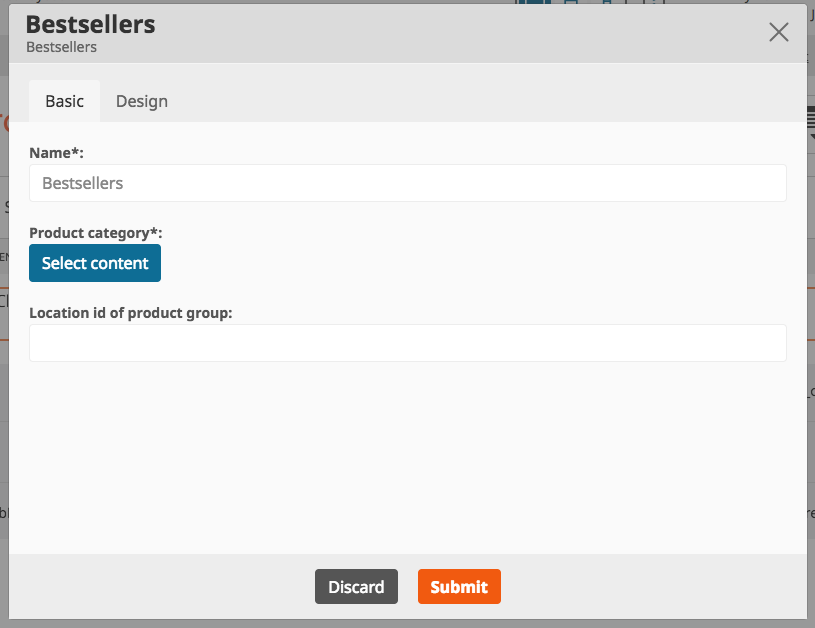 Bestsellers
Bestsellers
Basic Design
Name*:
Bestsellers
Product category*:
Select content
Location id of product group:
Discard Submit